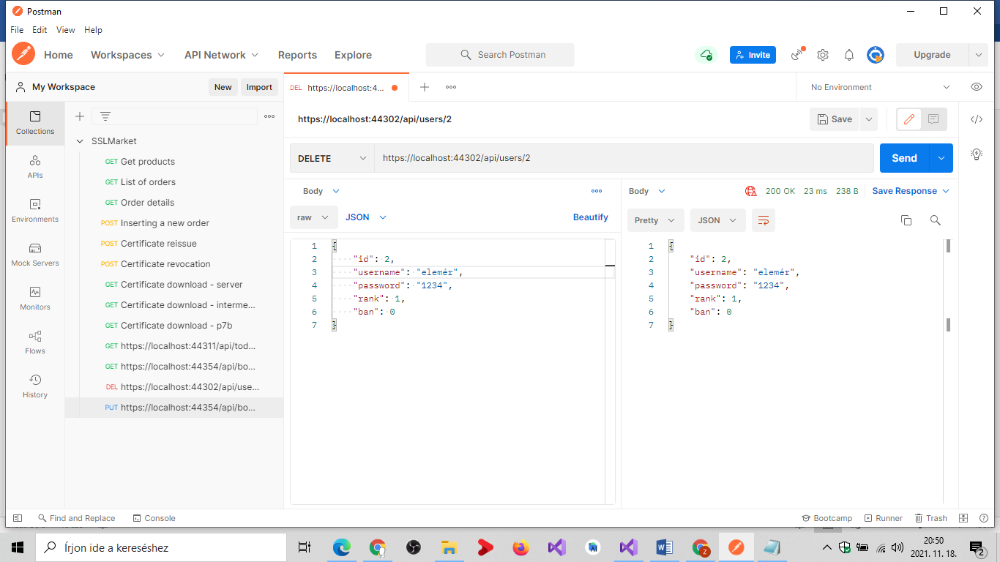 Postman
File Edit View Help
Home Workspaces API Network Reports Explore Search Postman Invite Upgrade
My Workspace New Import DEL https://localhost:4... No Environment
Collections
APIs
Environments
Mock Servers
Monitors
Flows
History
SSLMarket
GET Get products
GET List of orders
GET Order details
POST Inserting a new order
POST Certificate reissue
POST Certificate revocation
GET Certificate download - server
GET Certificate download - interme...
GET Certificate download - p7b
GET https://localhost:44311/api/tod...
GET https://localhost:44354/api/bo...
DEL https://localhost:44302/api/use...
PUT https://localhost:44354/api/bo...
https://localhost:44302/api/users/2 Save
DELETE https://localhost:44302/api/users/2 Send
Body
raw JSON Beautify
1 {
2 "id": 2,
3 "username": "elemér",
4 "password": "1234",
5 "rank": 1,
6 "ban": 0
7 }
Body 200 OK 23 ms 238 B Save Response
Pretty JSON
1 {
2 "id": 2,
3 "username": "elemér",
4 "password": "1234",
5 "rank": 1,
6 "ban": 0
7 }
Find and Replace Console Bootcamp Runner Trash
Írjon ide a kereséshez
20:50
2021. 11. 18.
2